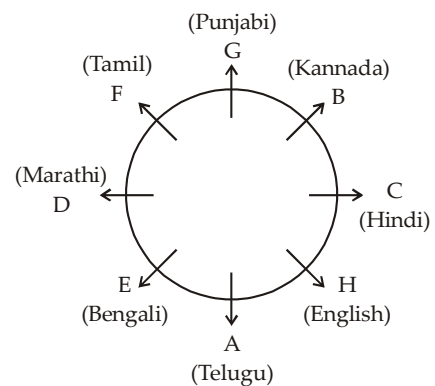 (Punjabi)
G
(Tamil)
F
(Kannada)
B
(Marathi)
D
C
(Hindi)
E
(Bengali)
H
(English)
A
(Telugu)